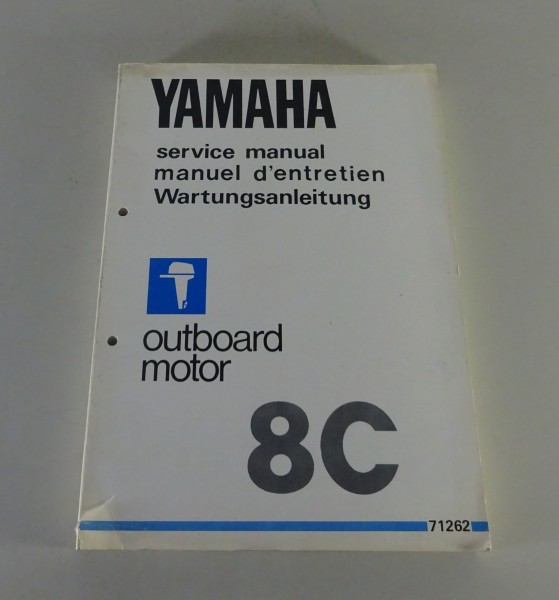 YAMAHA
service manual
manuel d'entretien
Wartungsanleitung
outboard
motor
8C
71262